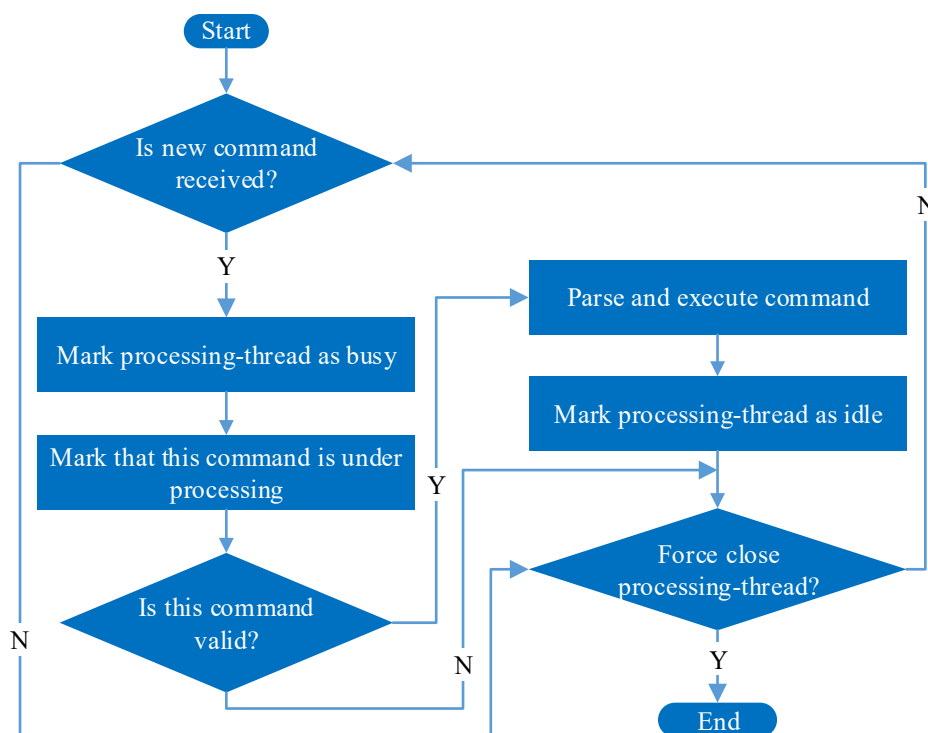 Start
Is new command
received?
N
Y
Parse and execute command
Mark processing-thread as busy
Mark processing-thread as idle
Mark that this command is under
processing
Y
Force close
processing-thread?
Is this command
valid?
N
N
Y
End